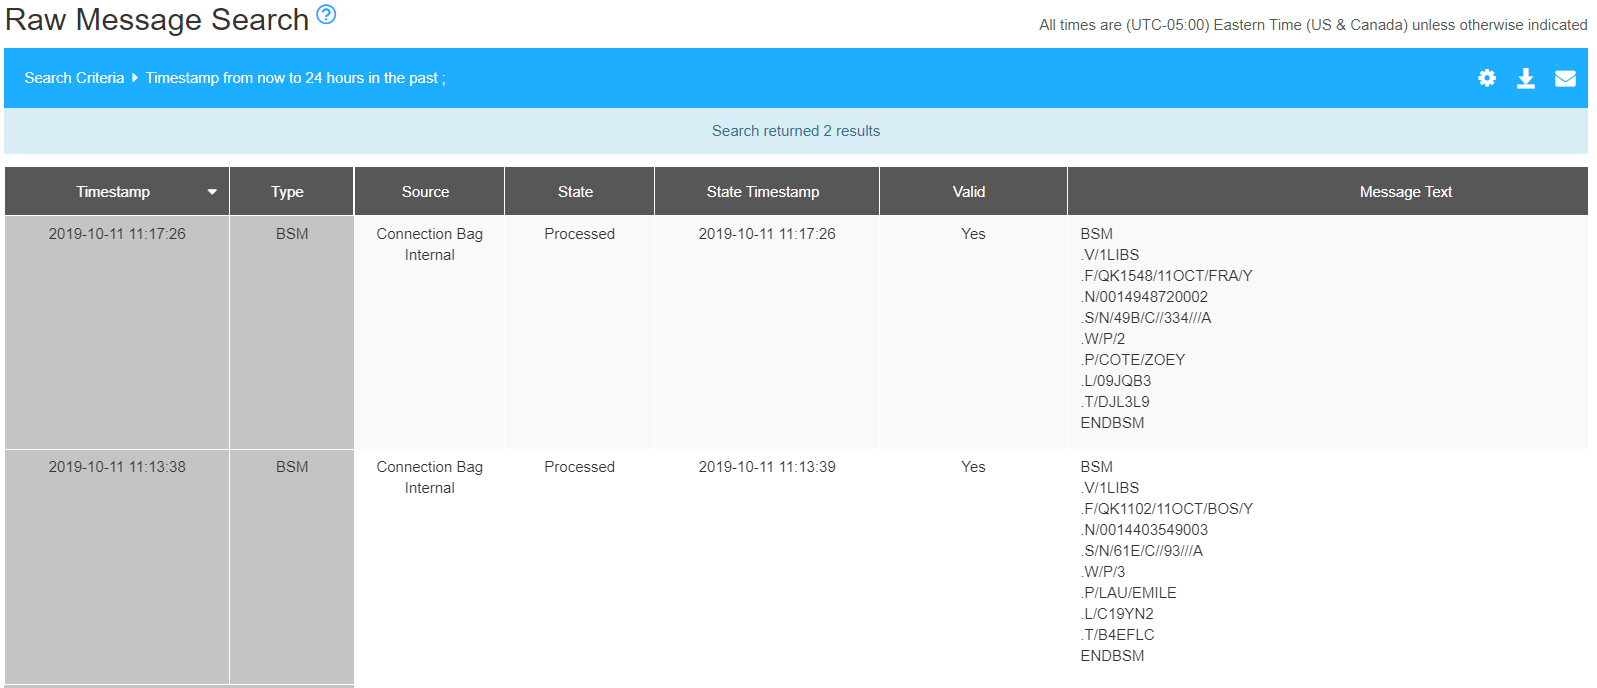 Raw Message Search ?
All times are (UTC-05:00) Eastern Time (US & Canada) unless otherwise indicated
Search Criteria Timestamp from now to 24 hours in the past ;
Search returned 2 results
Timestamp Type Source State State Timestamp Valid Message Text
2019-10-11 11:17:26 BSM Connection Bag Processed 2019-10-11 11:17:26 Yes BSM
Internal .V/1LIBS
.F/QK1548/11OCT/FRA/Y
.N/0014948720002
.S/N/49B/C//334///A
.W/P/2
.P/COTE/ZOEY
.L/09JQB3
.T/DJL3L9
ENDBSM
2019-10-11 11:13:38 BSM Connection Bag Processed 2019-10-11 11:13:39 Yes BSM
Internal .V/1LIBS
.F/QK1102/11OCT/BOS/Y
.N/0014403549003
.S/N/61E/C//93///A
.W/P/3
.P/LAU/EMILE
.L/C19YN2
.T/B4EFLC
ENDBSM